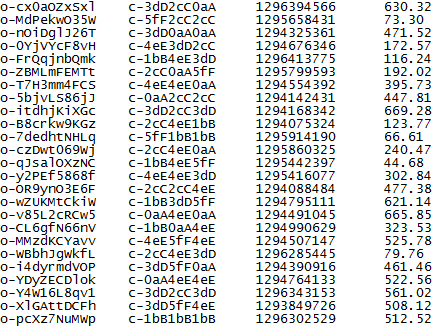 o-cx0aOZxSxl c-3dD2cC0aA 1296394566 630.32
o-MdPekwO35W c-5fF2cC2cC 1295658431 73.30
o-nOiDglJ26T c-3dD0aA0aA 1294325361 471.52
o-0YjVYcF8vH c-4eE3dD2cC 1294676346 172.57
o-FrQqjnbQmk c-1bB4eE3dD 1296413775 116.24
o-ZBMLmFEMTt c-2cC0aA5fF 1295799593 192.02
o-T7H3mm4FCS c-4eE4eE0aA 1294554392 395.73
o-5bjvLS86jJ c-0aA2cC2cC 1294142431 447.81
o-itdhjKiXGc c-3dD2cC3dD 1294168342 669.28
o-B8crkw9KGz c-2cC4eE1bB 1294075324 123.77
o-7dedhtNHLq c-5fF1bB1bB 1295914190 66.61
o-czDwt069Wj c-2cC4eE0aA 1295860325 240.47
o-qJsalOXzNC c-1bB4eE5fF 1295442397 44.68
o-y2PEf5868f c-4eE4eE3dD 1295416077 302.84
o-OR9ynO3E6F c-2cC2cC4eE 1294088484 477.38
o-wZUKMtCkiW c-1bB3dD5fF 1294795111 621.14
o-v85L2cRCw5 c-0aA4eE0aA 1294491045 665.85
o-CL6gfN66nV c-1bB0aA4eE 1294990629 323.53
o-MMzdKCYavv c-4eE5fF4eE 1294507147 525.78
o-WBbhJgWkfL c-2cC4eE3dD 1296285445 79.76
o-i4dyrmdVOP c-3dD5fF0aA 1294390916 461.46
o-YDyZECDlok c-0aA4eE0aA 1294764133 522.56
o-Y4W16L8qv1 c-3dD2cC3dD 1296343153 561.02
o-XlGAttDCFh c-3dD5fF4eE 1293849726 508.12
o-pcXz7NuMWp c-1bB1bB1bB 1296302529 512.52